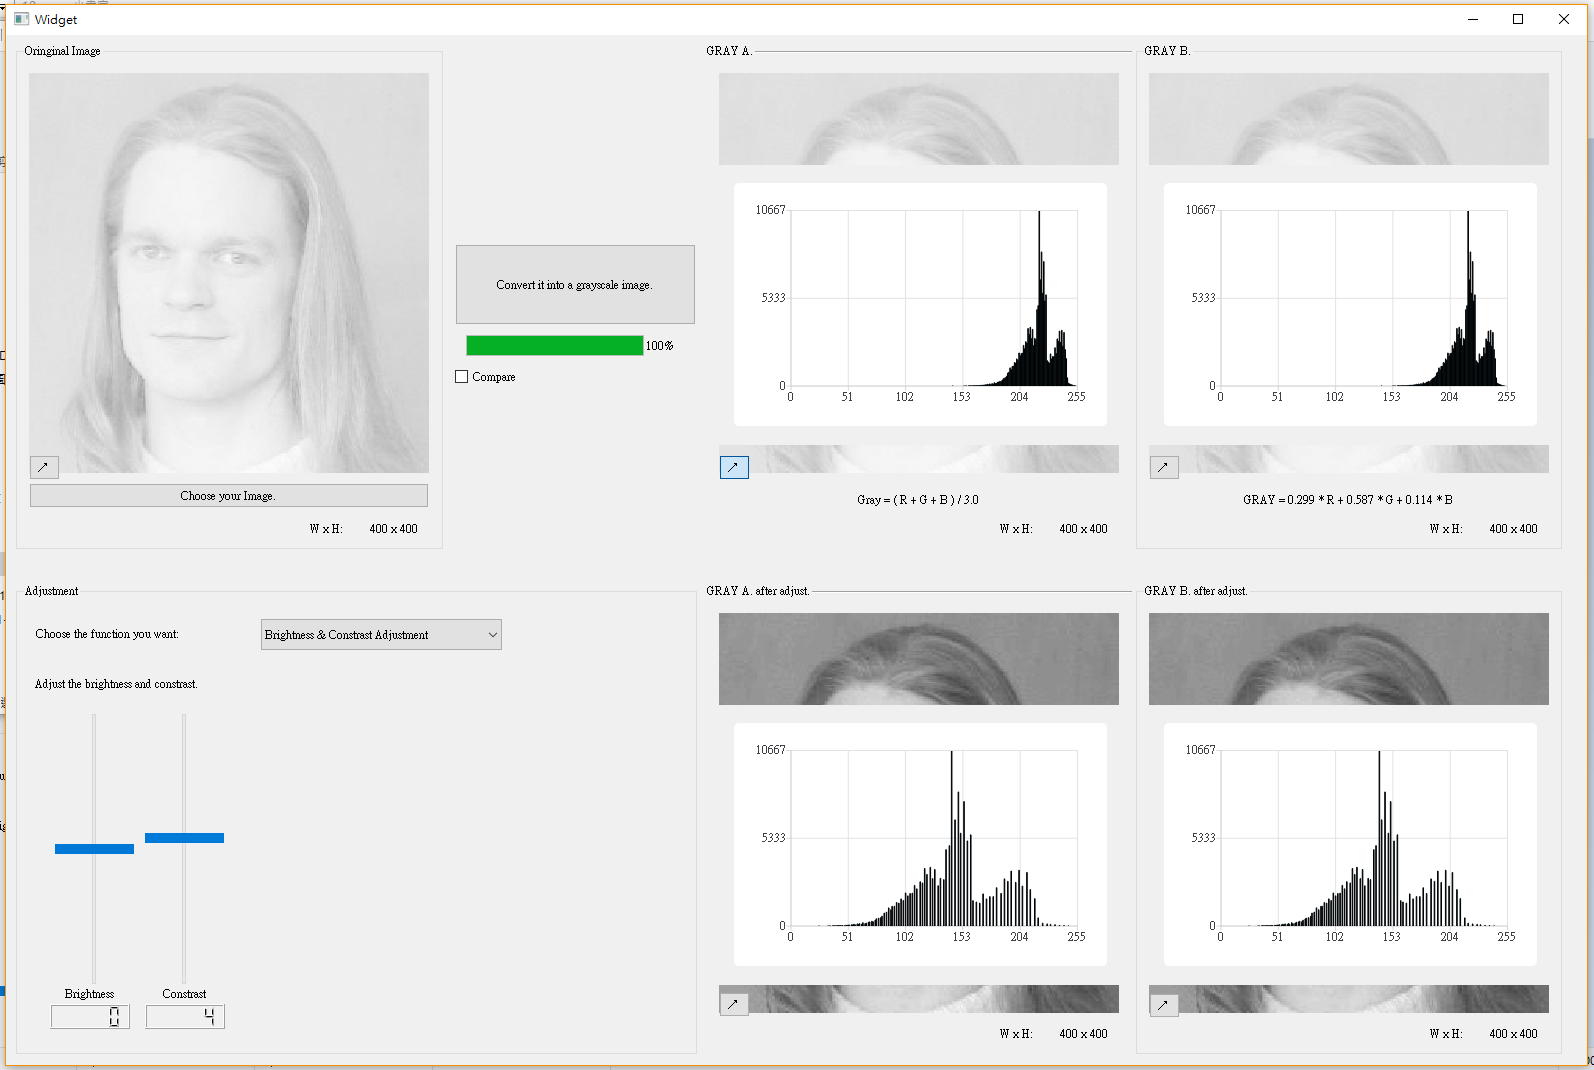 Widget
Oringinal Image
Choose your Image.
W x H: 400 x 400
Convert it into a grayscale image.
100%
Compare
GRAY A.
10667
5333
0
0 51 102 153 204 255
Gray = ( R + G + B ) / 3.0
W x H: 400 x 400
GRAY B.
10667
5333
0
0 51 102 153 204 255
GRAY = 0.299 * R + 0.587 * G + 0.114 * B
W x H: 400 x 400
Adjustment
Choose the function you want: Brightness & Constrast Adjustment
Adjust the brightness and constrast.
Brightness Constrast
0 4
GRAY A. after adjust.
10667
5333
0
0 51 102 153 204 255
W x H: 400 x 400
GRAY B. after adjust.
10667
5333
0
0 51 102 153 204 255
W x H: 400 x 400